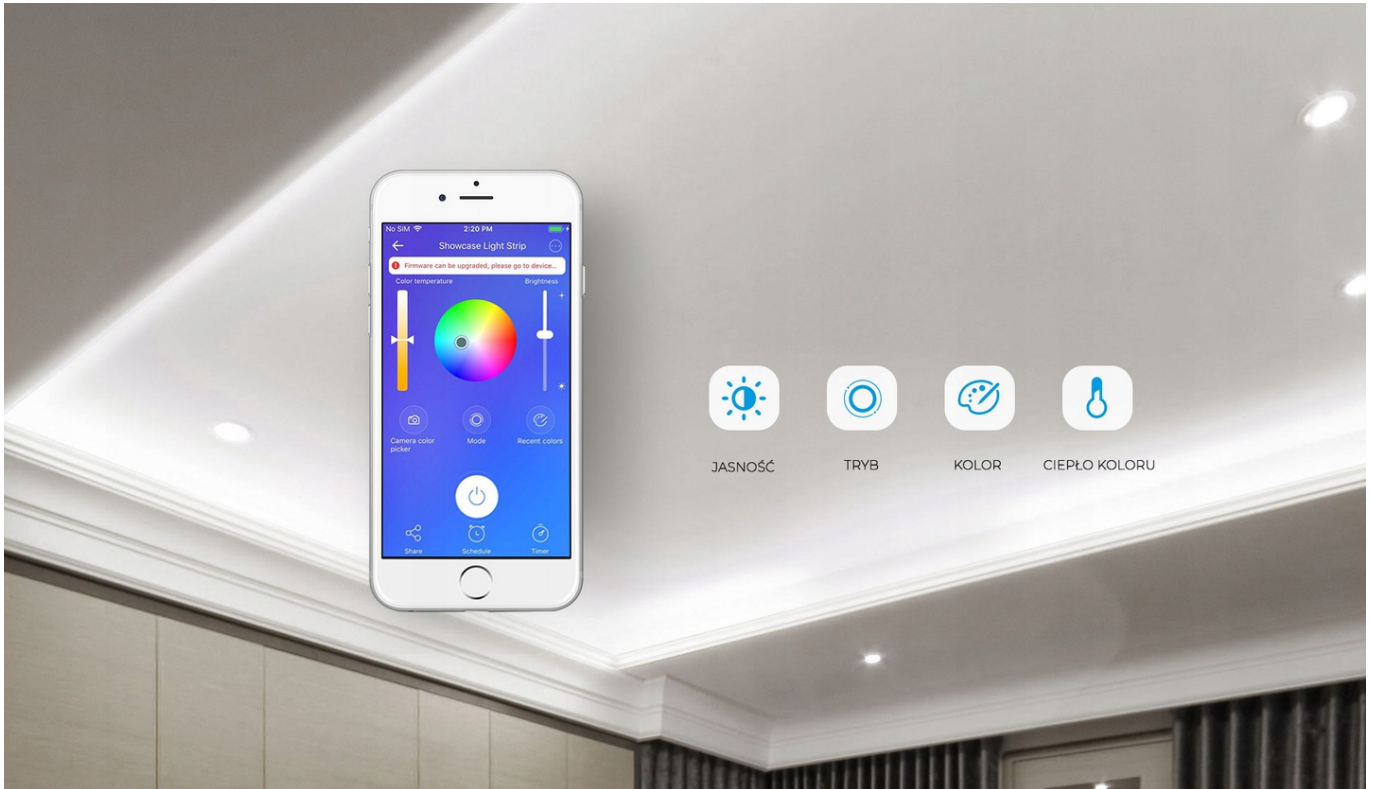 No SIM
2:20 PM
Showcase Light Strip
Firmware can be upgraded, please go to device...
Color temperature
Brightness
Camera color
picker
Mode
Recent colors
Share
Schedule
Timer
JASNOŚĆ
TRYB
KOLOR
CIEPŁO KOLORU